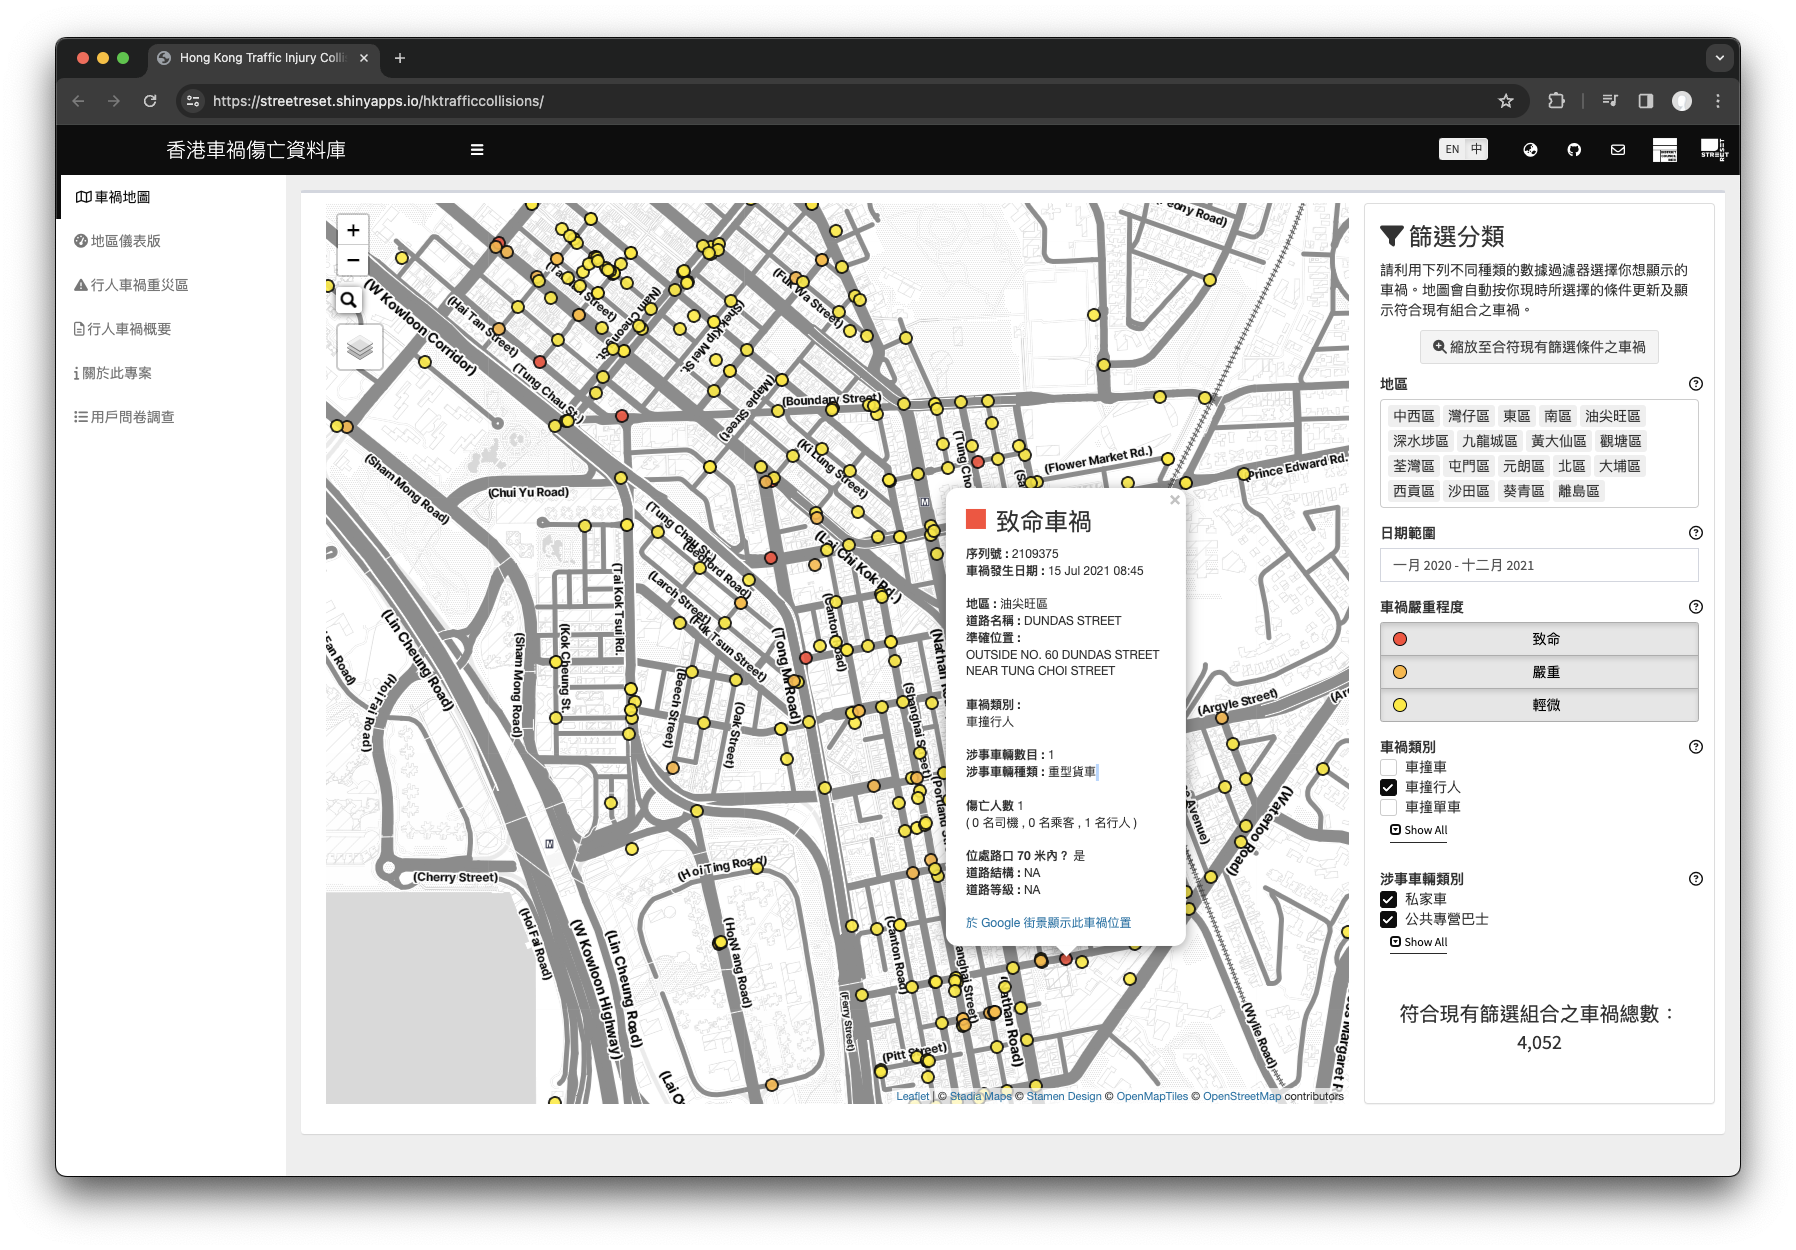 Hong Kong Traffic Injury Colli
https://streetreset.shinyapps.io/hktrafficcollisions/
香港車禍傷亡資料庫
EN 中
車禍地圖
地區儀表版
行人車禍重災區
行人車禍概要
關於此專案
用戶問卷調查
+
−
(W Kowloon Corridor)
(Hai Tan Street)
(Tung Chau St.)
(Fuk Wa Street)
(Shek Kip Mei St.
(Maple Street)
(Boundary Street)
(Ki Lung Street)
(Flower Market Rd.)
(Prince Edward Rd.
(Sham Mong Road)
(Chui Yu Road)
(Tung Chau St.)
(Bedford Road)
(Larch Street)
(Fuk Tsun Street)
(Lai Chi Kok Rd.)
(Tai Kok Tsui Rd.
(Kok Cheung St.
(Sham Mong Road)
(Lin Cheung Road)
(Hoi Fai Road)
(Beech Street)
(Oak Street)
(Tong Mi Road)
(Argyle Street)
(Waterloo Road)
(Cherry Street)
(Hoi Ting Road)
(Hoi Wang Road)
(Hoi Fai Road)
(W Kowloon Highway)
(Lin Cheung Road)
(Canton Road)
(Ferry Street)
(Pitt Street)
(Wylie Road)
致命車禍
×
序列號 : 2109375
車禍發生日期 : 15 Jul 2021 08:45
地區 : 油尖旺區
道路名稱 : DUNDAS STREET
準確位置 :
OUTSIDE NO. 60 DUNDAS STREET
NEAR TUNG CHOI STREET
車禍類別 :
車撞行人
涉事車輛數目 : 1
涉事車輛種類 : 重型貨車
傷亡人數 1
( 0 名司機 , 0 名乘客 , 1 名行人 )
位處路口 70 米內？ 是
道路結構 : NA
道路等級 : NA
於 Google 街景顯示此車禍位置
Leaflet | © Stadia Maps © Stamen Design © OpenMapTiles © OpenStreetMap contributors
篩選分類
請利用下列不同種類的數據過濾器選擇你想顯示的
車禍。地圖會自動按你現時所選擇的條件更新及顯
示符合現有組合之車禍。
縮放至合符現有篩選條件之車禍
地區
中西區 灣仔區 東區 南區 油尖旺區
深水埗區 九龍城區 黃大仙區 觀塘區
荃灣區 屯門區 元朗區 北區 大埔區
西貢區 沙田區 葵青區 離島區
日期範圍
一月 2020 - 十二月 2021
車禍嚴重程度
致命
嚴重
輕微
車禍類別
車撞車
車撞行人
車撞單車
Show All
涉事車輛類別
私家車
公共專營巴士
Show All
符合現有篩選組合之車禍總數：
4,052